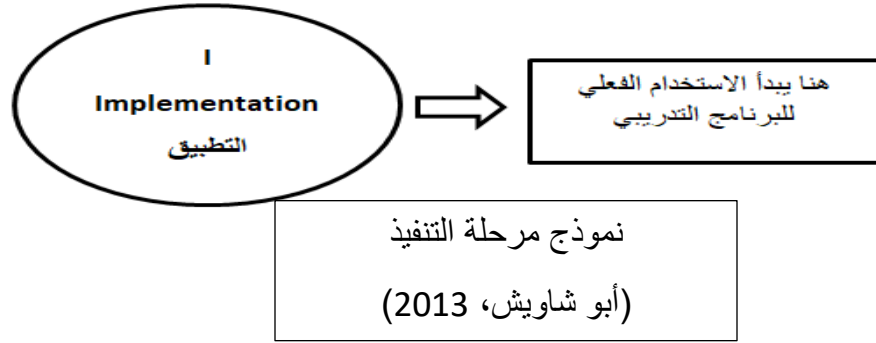 I
Implementation
التطبيق
هنا يبدأ الاستخدام الفعلي
للبرنامج التدريبي
نموذج مرحلة التنفيذ
(أبو شاويش، 2013)